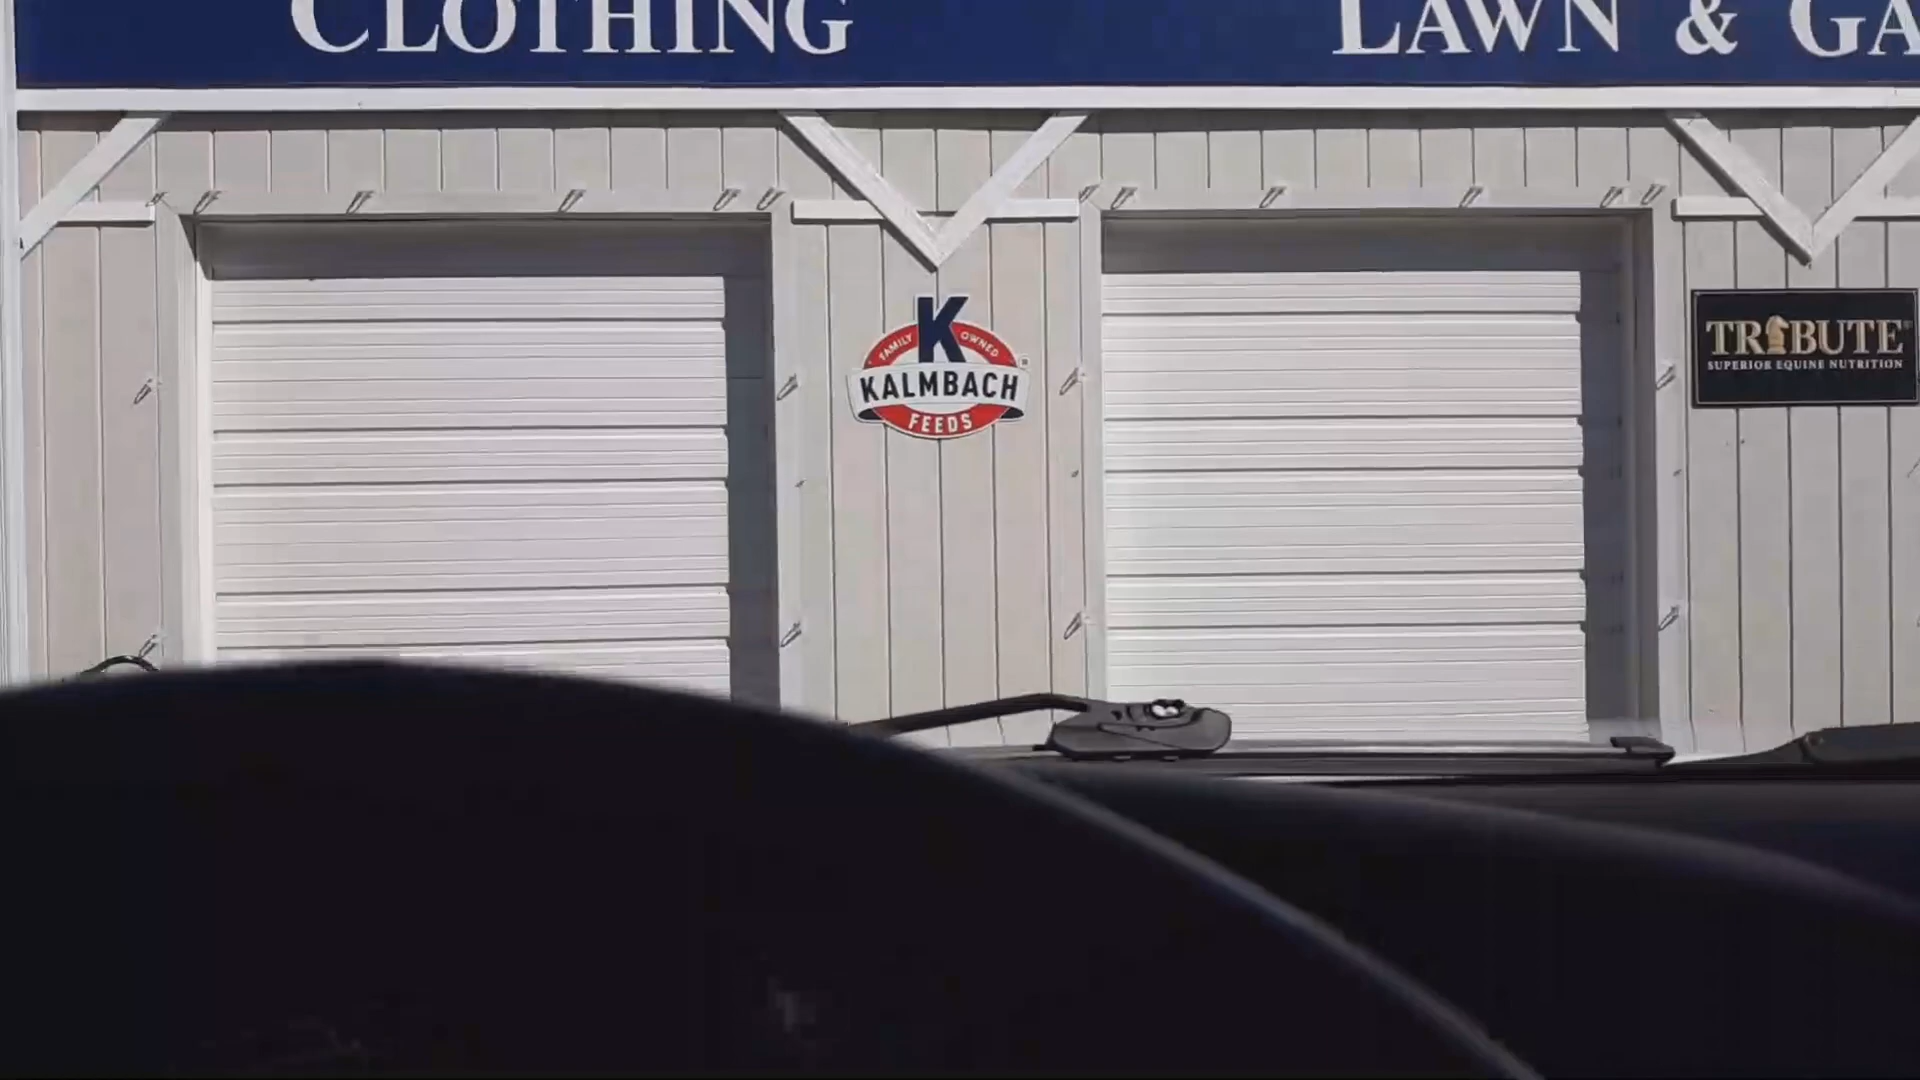 CLOTHING
LAWN & GA
K
FAMILY OWNED
KALMBACH
FEEDS
TRIBUTE
SUPERIOR EQUINE NUTRITION